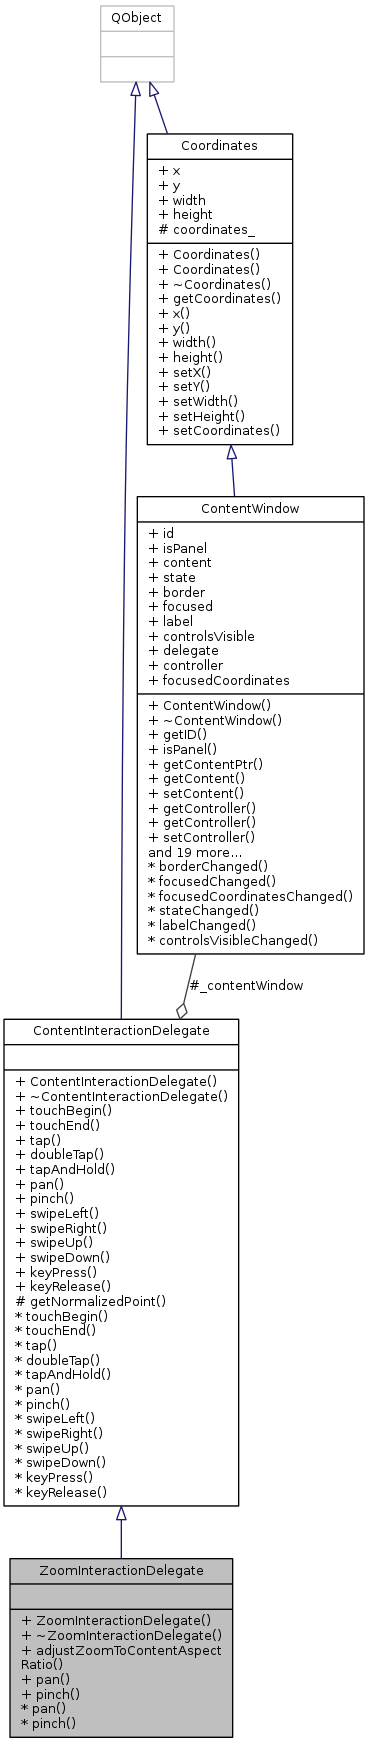 QObject
Coordinates
+ x
+ y
+ width
+ height
# coordinates_
+ Coordinates()
+ Coordinates()
+ ~Coordinates()
+ getCoordinates()
+ x()
+ y()
+ width()
+ height()
+ setX()
+ setY()
+ setWidth()
+ setHeight()
+ setCoordinates()
ContentWindow
+ id
+ isPanel
+ content
+ state
+ border
+ focused
+ label
+ controlsVisible
+ delegate
+ controller
+ focusedCoordinates
+ ContentWindow()
+ ~ContentWindow()
+ getID()
+ isPanel()
+ getContentPtr()
+ getContent()
+ setContent()
+ getController()
+ getController()
+ setController()
and 19 more...
* borderChanged()
* focusedChanged()
* focusedCoordinatesChanged()
* stateChanged()
* labelChanged()
* controlsVisibleChanged()
#_contentWindow
ContentInteractionDelegate
+ ContentInteractionDelegate()
+ ~ContentInteractionDelegate()
+ touchBegin()
+ touchEnd()
+ tap()
+ doubleTap()
+ tapAndHold()
+ pan()
+ pinch()
+ swipeLeft()
+ swipeRight()
+ swipeUp()
+ swipeDown()
+ keyPress()
+ keyRelease()
# getNormalizedPoint()
* touchBegin()
* touchEnd()
* tap()
* doubleTap()
* tapAndHold()
* pan()
* pinch()
* swipeLeft()
* swipeRight()
* swipeUp()
* swipeDown()
* keyPress()
* keyRelease()
ZoomInteractionDelegate
+ ZoomInteractionDelegate()
+ ~ZoomInteractionDelegate()
+ adjustZoomToContentAspect
Ratio()
+ pan()
+ pinch()
* pan()
* pinch()